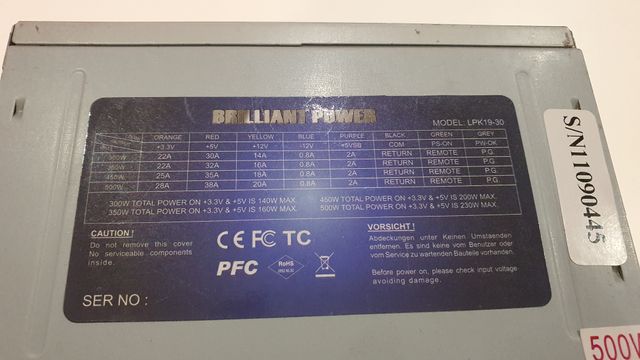 BRILLIANT POWER
MODEL: LPK19-30
ORANGE RED YELLOW BLUE PURPLE BLACK GREEN GREY
+3.3V +5V +12V -12V +5VSB COM PS-ON PW-OK
300W 22A 30A 14A 0.8A 2A RETURN REMOTE P.G.
350W 22A 32A 16A 0.8A 2A RETURN REMOTE P.G.
450W 25A 35A 18A 0.8A 2A RETURN REMOTE P.G.
500W 28A 38A 20A 0.8A 2A RETURN REMOTE P.G.
300W TOTAL POWER ON +3.3V & +5V IS 140W MAX. 450W TOTAL POWER ON +3.3V & +5V IS 200W MAX.
350W TOTAL POWER ON +3.3V & +5V IS 160W MAX. 500W TOTAL POWER ON +3.3V & +5V IS 230W MAX.
CAUTION !
Do not remove this cover
No serviceable components
inside.
CE FC TC
PFC
RoHS
VORSICHT !
Abdeckungen unter Keinen Umstaenden
entfernen. Es sind keine vom Benutzer oder
vom Servicepersonal zu wartenden Bauteile vorhanden.
Before power on, please check input voltage
avoiding damage.
SER NO :
S/N11090445
500W